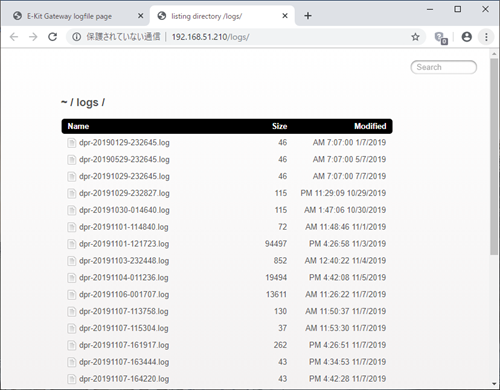 E-Kit Gateway logfile page
listing directory /logs/
保護されていない通信 | 192.168.51.210/logs/
Search
~ / logs /
Name Size Modified
dpr-20190129-232645.log 46 AM 7:07:00 1/7/2019
dpr-20190529-232645.log 46 AM 7:07:00 5/7/2019
dpr-20191029-232645.log 46 AM 7:07:00 7/7/2019
dpr-20191029-232827.log 115 PM 11:29:09 10/29/2019
dpr-20191030-014640.log 115 AM 1:47:06 10/30/2019
dpr-20191101-114840.log 72 AM 11:48:46 11/1/2019
dpr-20191101-121723.log 94497 PM 4:26:58 11/3/2019
dpr-20191103-232448.log 852 AM 12:40:22 11/4/2019
dpr-20191104-011236.log 19494 PM 4:42:08 11/5/2019
dpr-20191106-001707.log 13611 AM 11:26:22 11/7/2019
dpr-20191107-113758.log 130 AM 11:50:37 11/7/2019
dpr-20191107-115304.log 37 AM 11:53:30 11/7/2019
dpr-20191107-161917.log 262 PM 4:26:51 11/7/2019
dpr-20191107-163444.log 43 PM 4:34:53 11/7/2019
dpr-20191107-164220.log 43 PM 4:42:28 11/7/2019